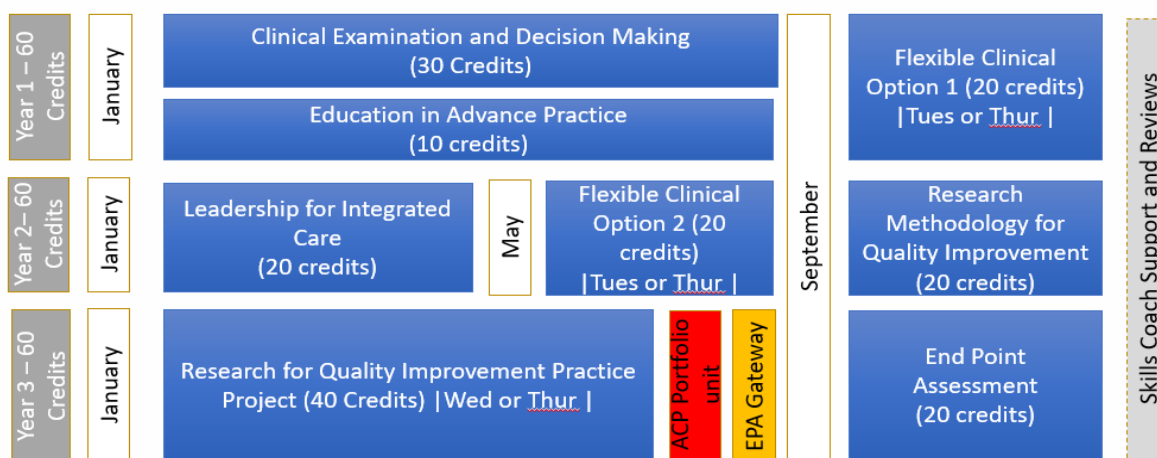 Year 1 – 60
Credits
January
Clinical Examination and Decision Making
(30 Credits)
Education in Advance Practice
(10 credits)
Flexible Clinical
Option 1 (20 credits)
|Tues or Thur |
Year 2– 60
Credits
January
Leadership for Integrated
Care
(20 credits)
May
Flexible Clinical
Option 2 (20
credits)
|Tues or Thur |
September
Research
Methodology for
Quality Improvement
(20 credits)
Year 3 – 60
Credits
January
Research for Quality Improvement Practice
Project (40 Credits) |Wed or Thur |
ACP Portfolio
unit
EPA Gateway
End Point
Assessment
(20 credits)
Skills Coach Support and Reviews